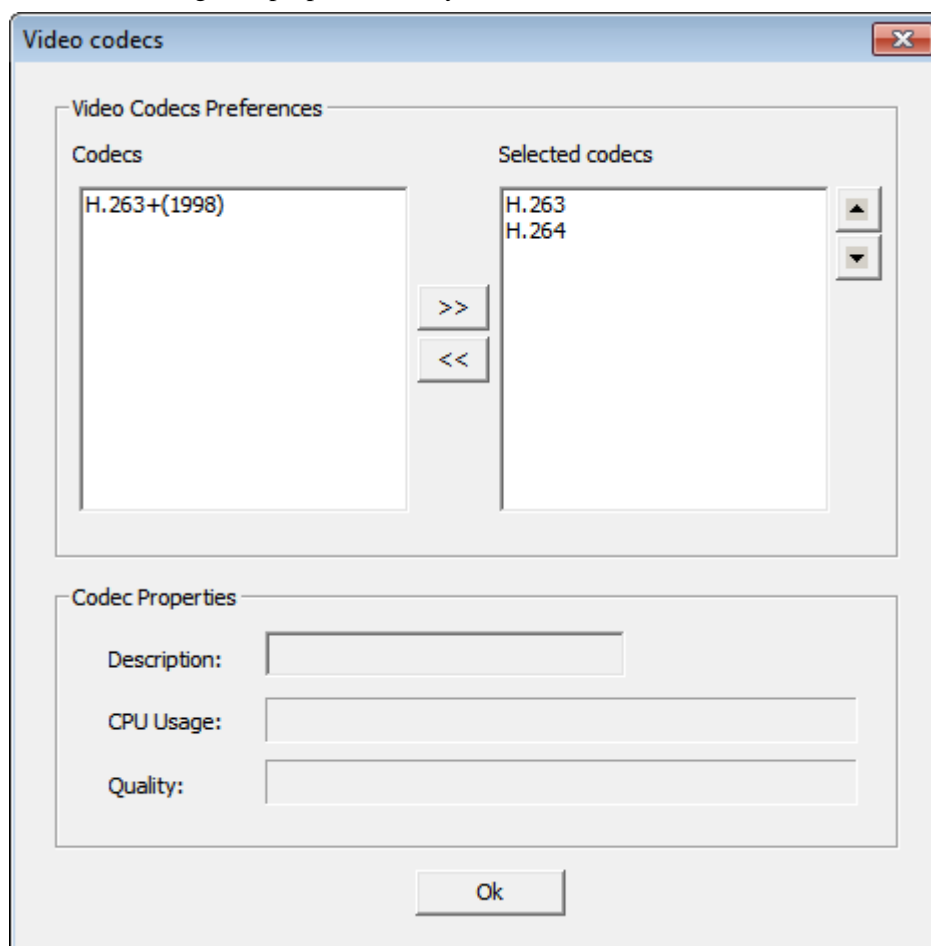 Video codecs
Video Codecs Preferences
Codecs
Selected codecs
H.263+(1998)
H.263
H.264
>>
<<
Codec Properties
Description:
CPU Usage:
Quality:
Ok